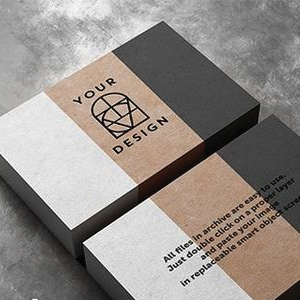 YOUR
DESIGN
All files in archive are easy to use.
Just double click on a proper layer
and paste your image
in replaceable smart object screen